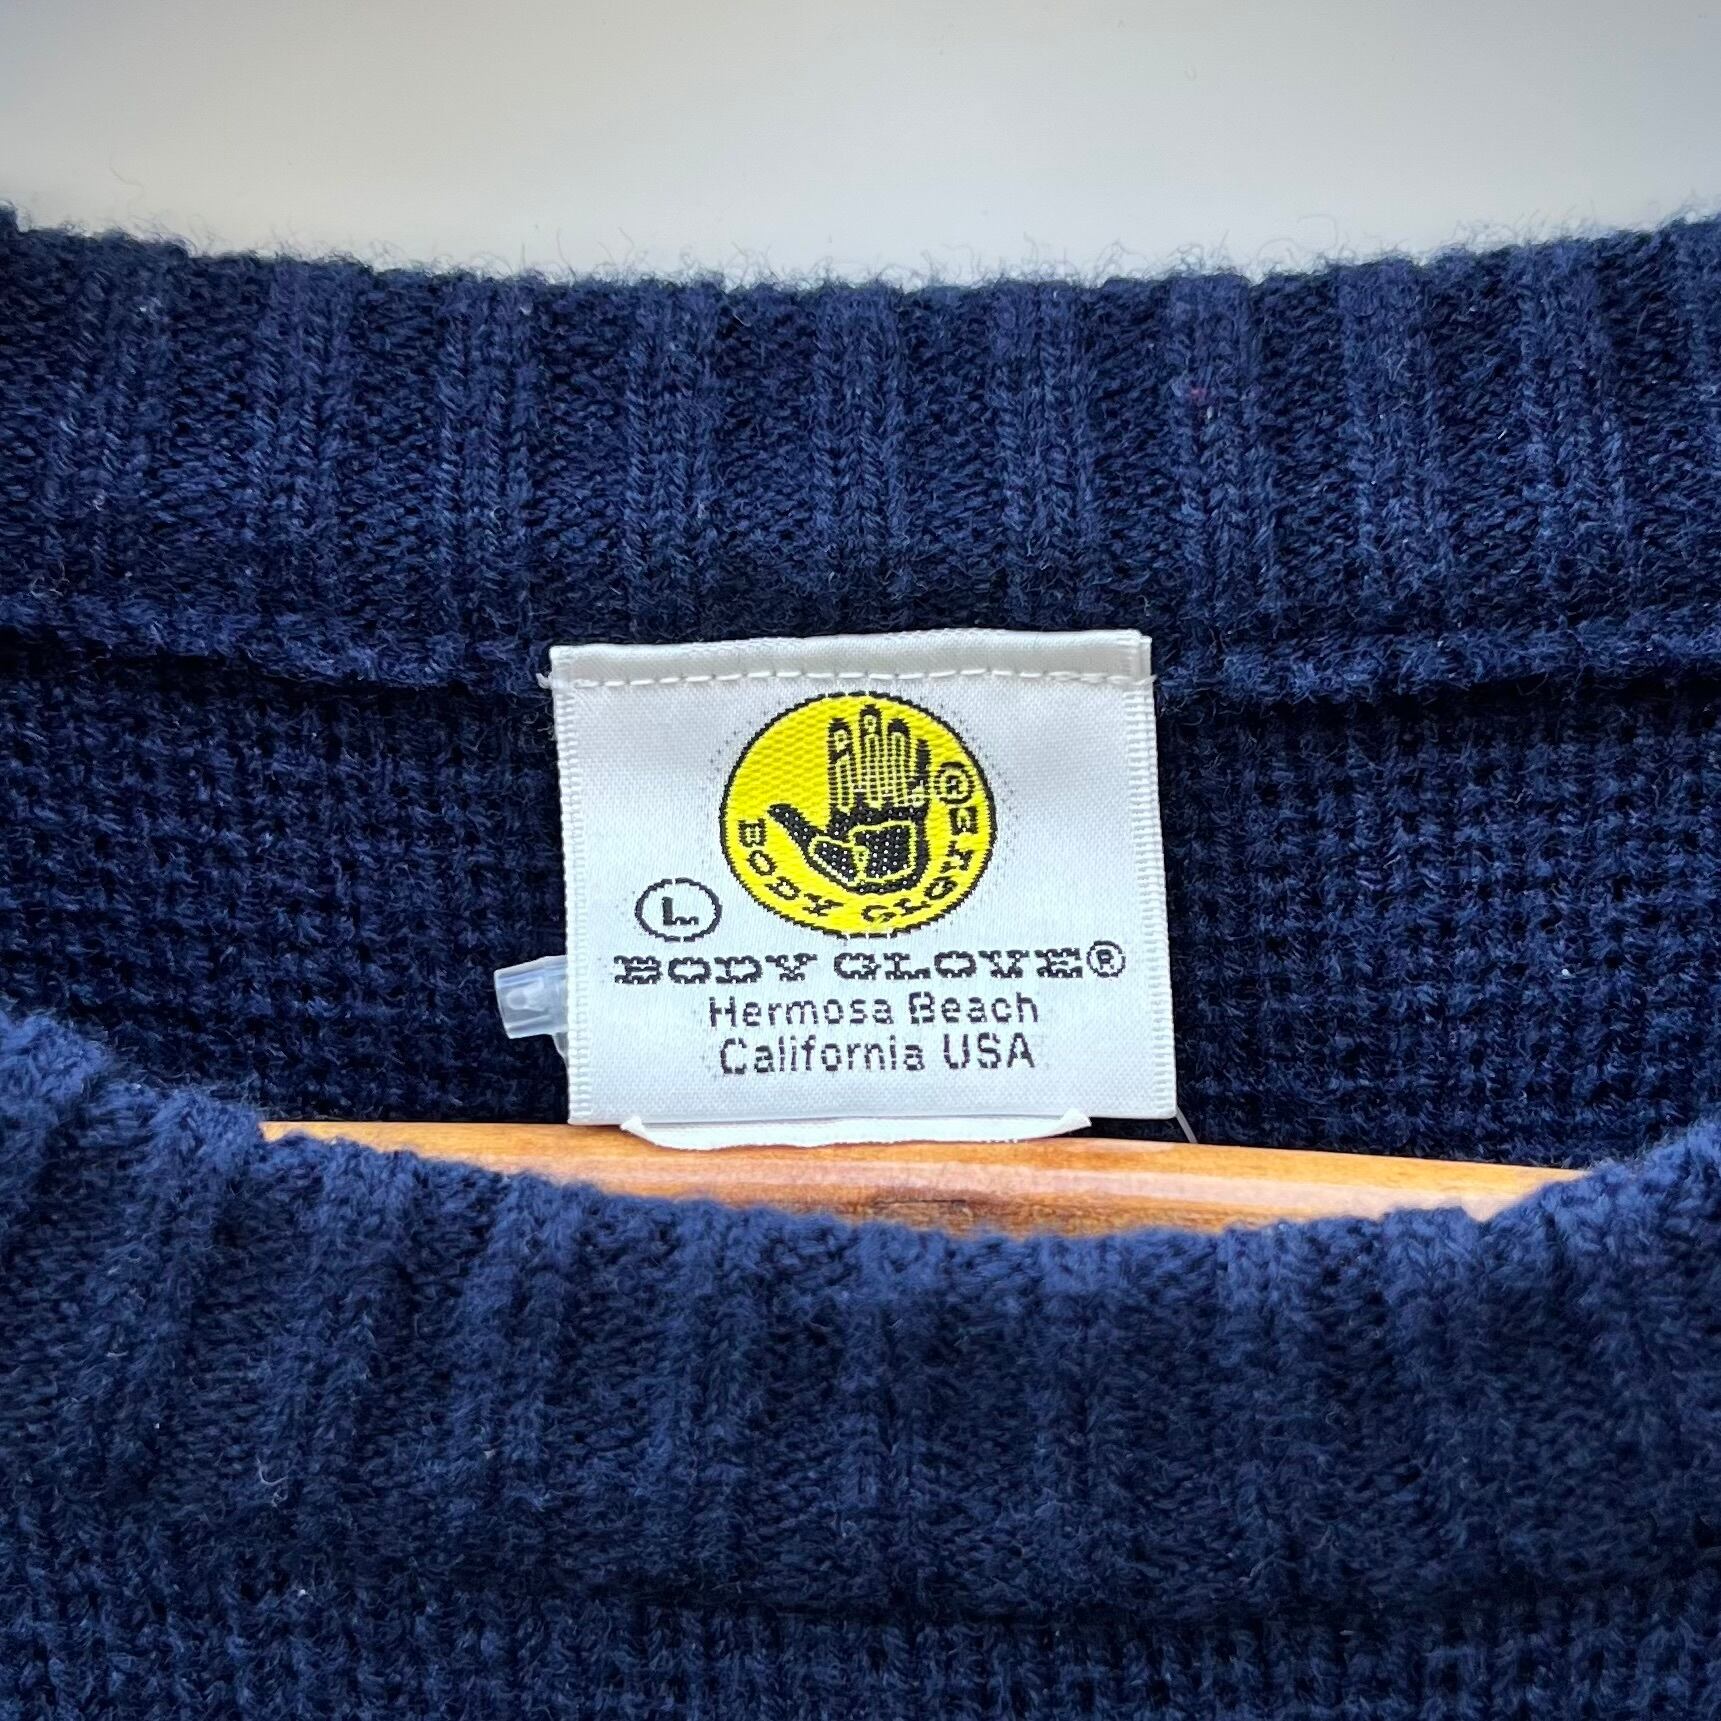 BODY GLOVE ®
L
BODY GLOVE®
Hermosa Beach
California USA